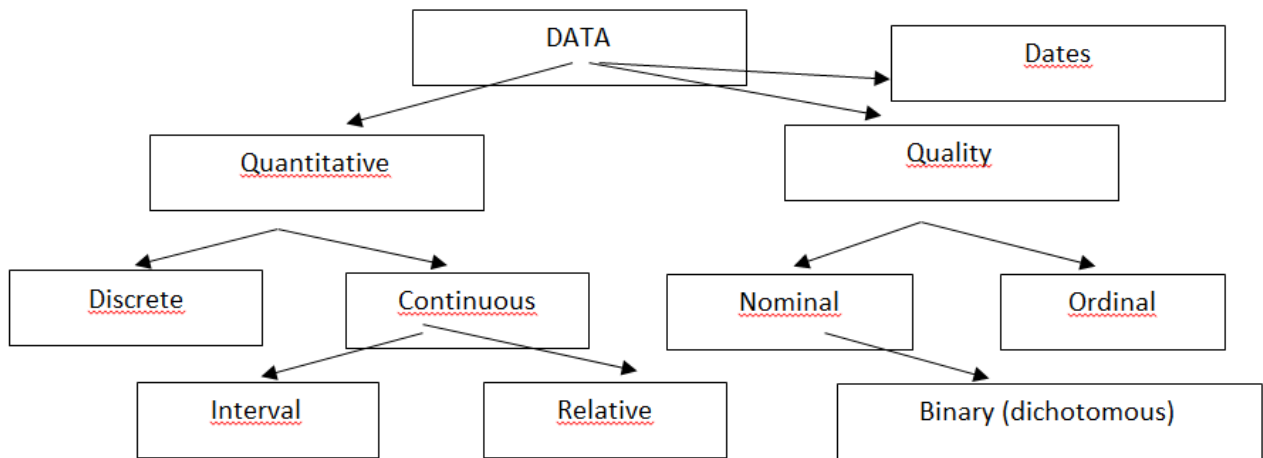 DATA
Dates
Quantitative
Quality
Discrete
Continuous
Nominal
Ordinal
Interval
Relative
Binary (dichotomous)